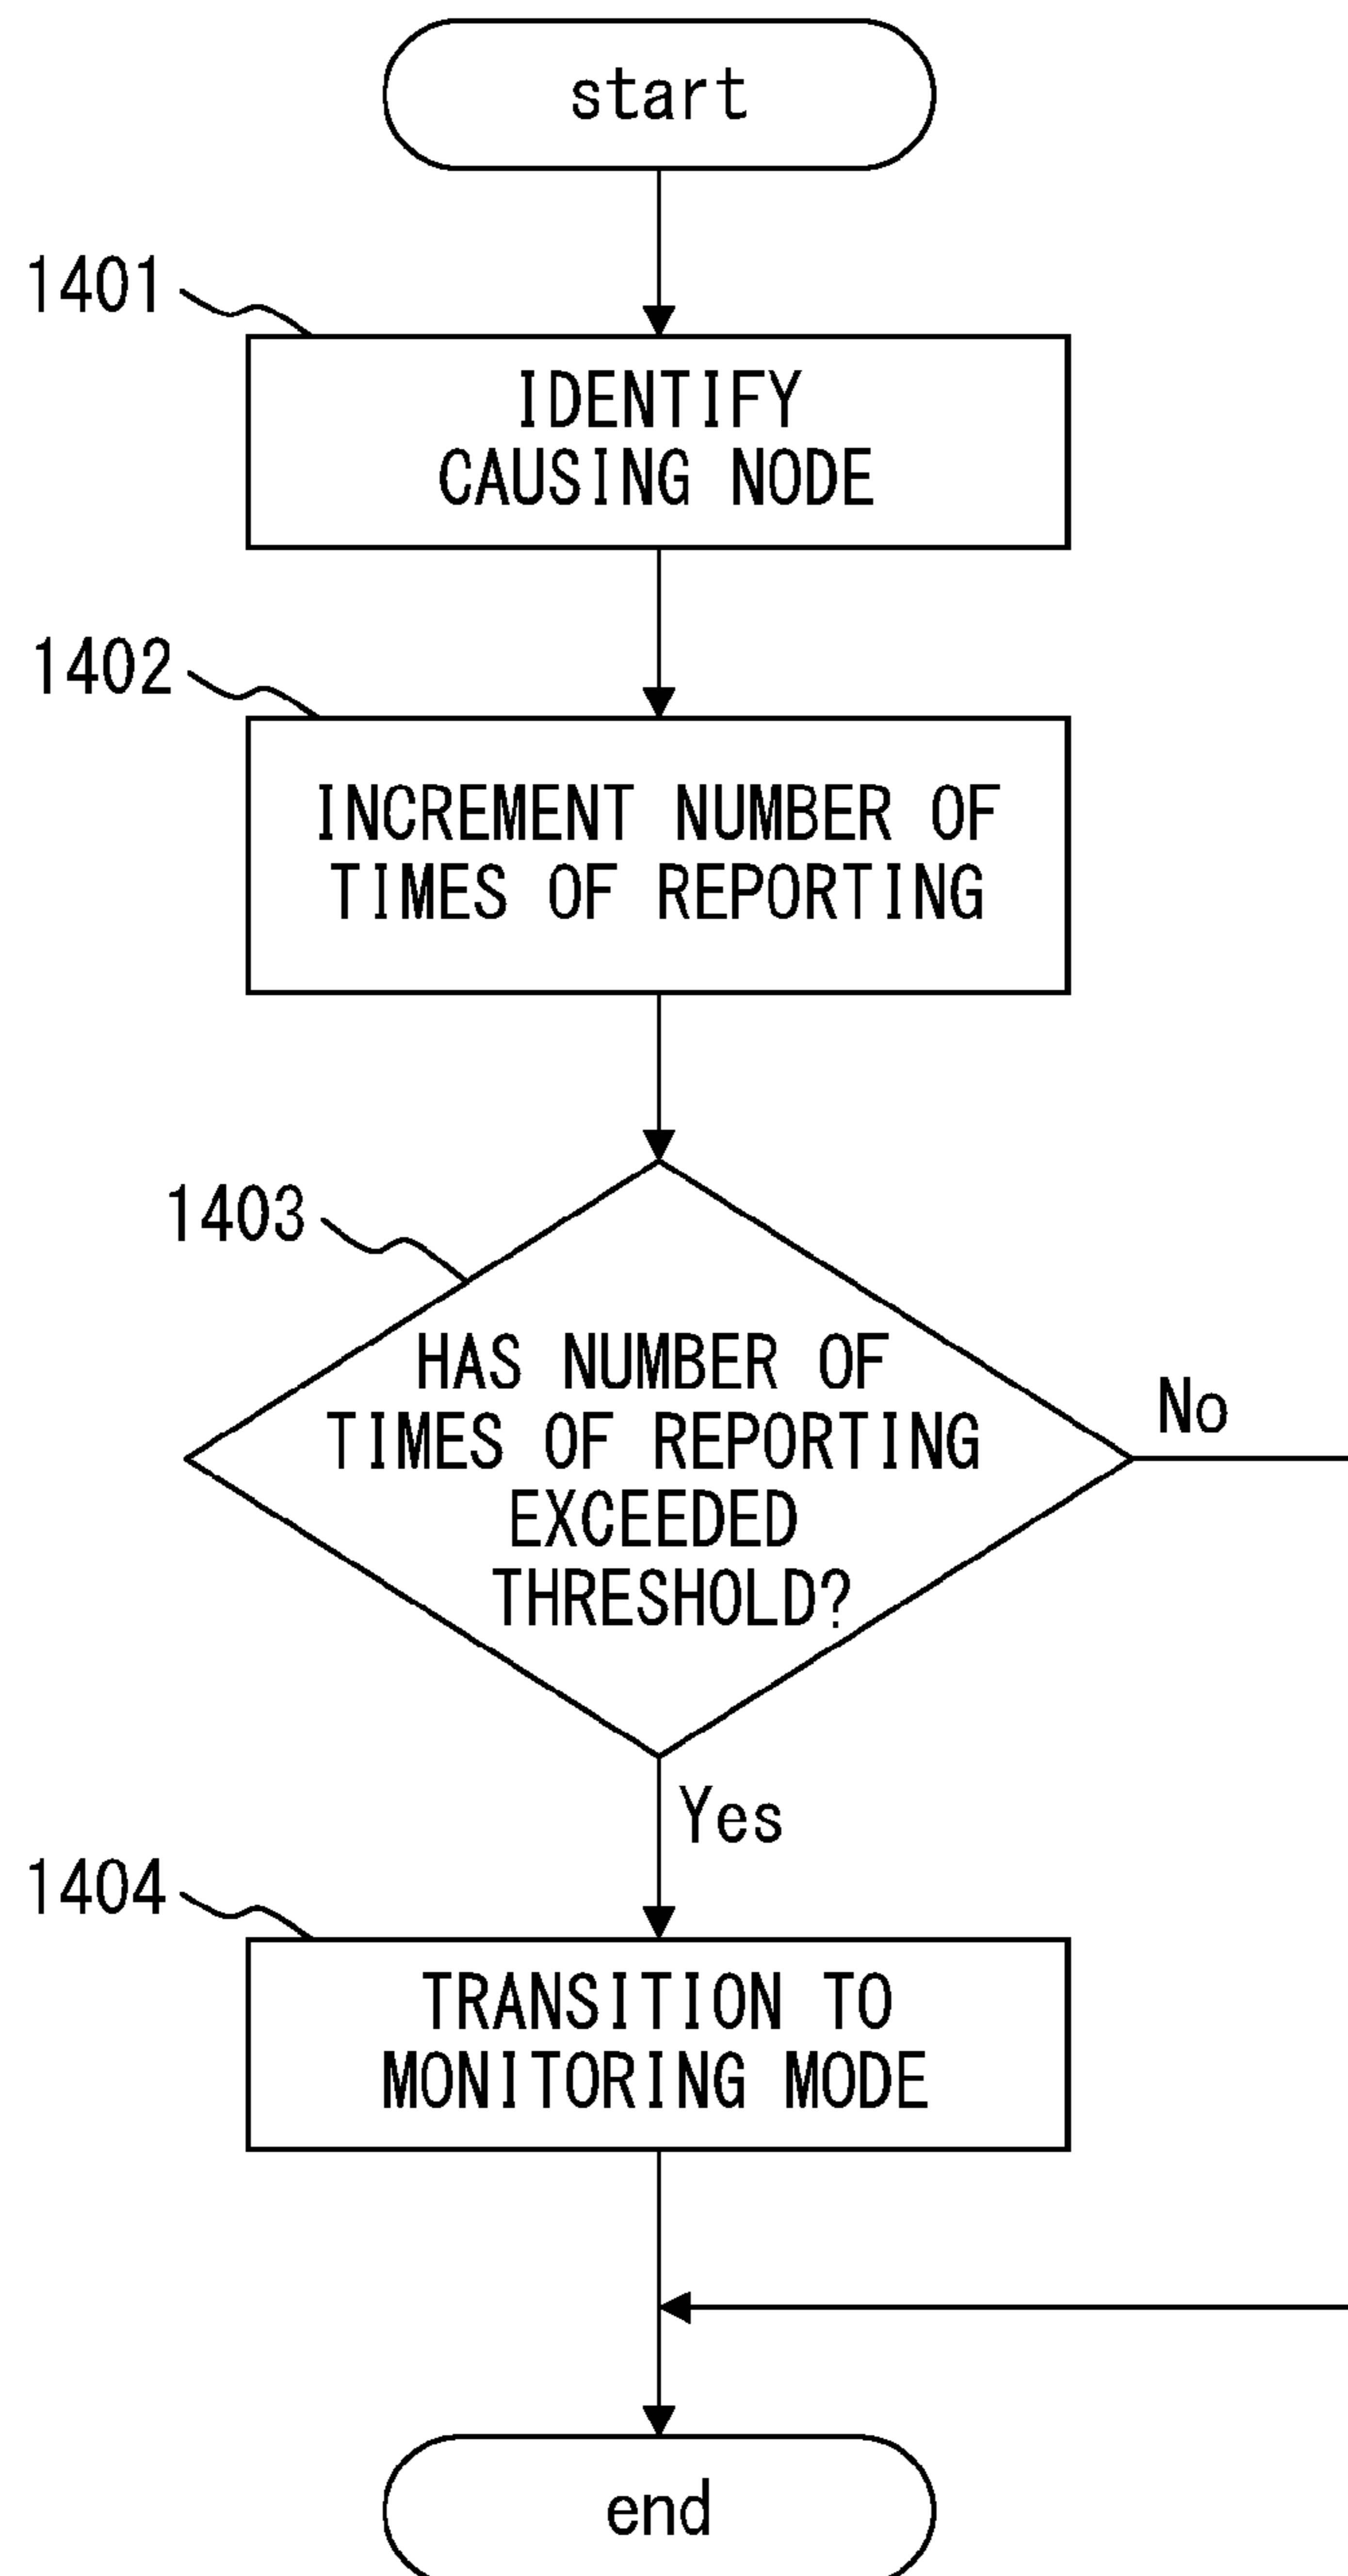 start
1401
IDENTIFY
CAUSING NODE
1402
INCREMENT NUMBER OF
TIMES OF REPORTING
1403
HAS NUMBER OF
TIMES OF REPORTING
EXCEEDED
THRESHOLD?
No
Yes
1404
TRANSITION TO
MONITORING MODE
end